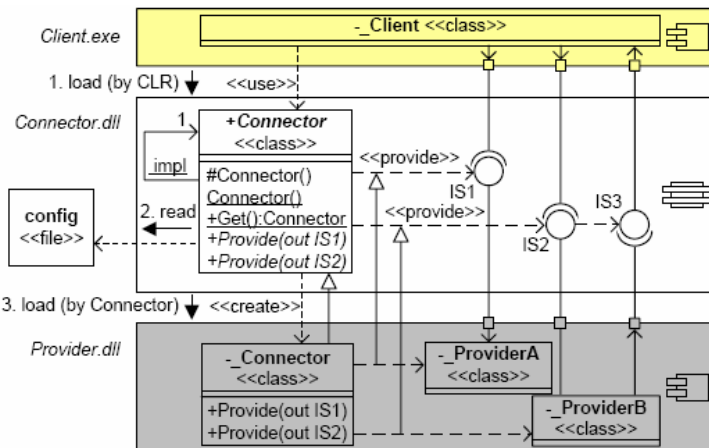 Client.exe
-_Client <<class>>
1. load (by CLR)
<<use>>
Connector.dll
1
+Connector
<<class>>
impl
<<provide>>
#Connector()
Connector()
+Get():Connector
+Provide(out IS1)
+Provide(out IS2)
IS1
<<provide>>
IS2
IS3
config
<<file>>
2. read
3. load (by Connector)
<<create>>
Provider.dll
-_Connector
<<class>>
+Provide(out IS1)
+Provide(out IS2)
-_ProviderA
<<class>>
-_ProviderB
<<class>>